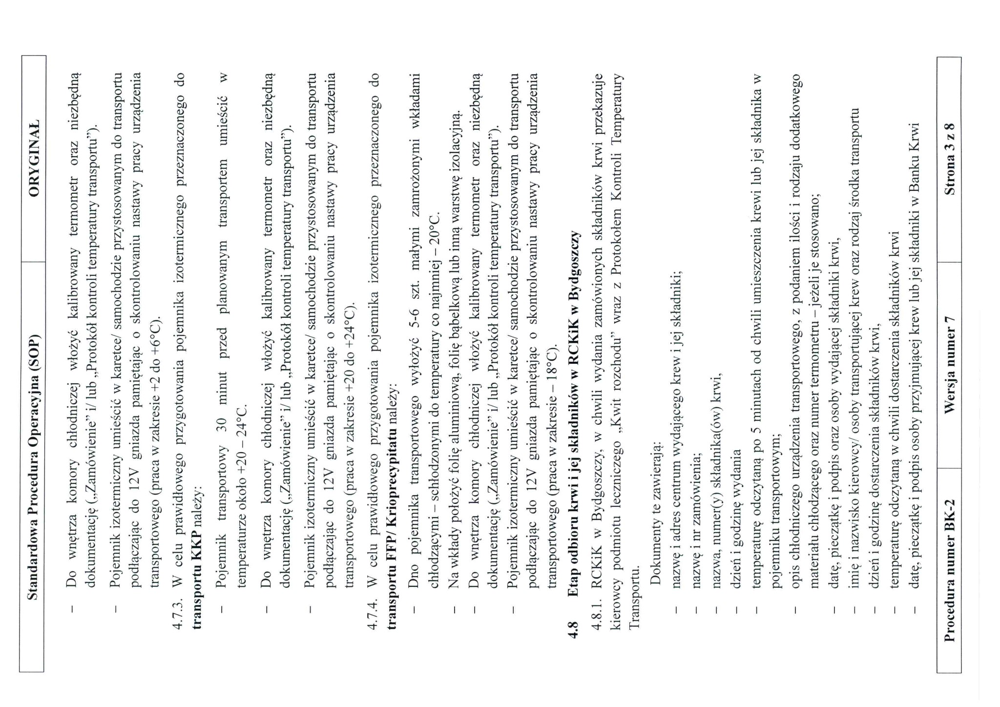 Standardowa Procedura Operacyjna (SOP) ORYGINAŁ
– Do wnętrza komory chłodniczej włożyć kalibrowany termometr oraz niezbędną
dokumentację („Zamówienie” i/ lub „Protokół kontroli temperatury transportu”).
– Pojemnik izotermiczny umieścić w karetce/ samochodzie przystosowanym do transportu
podłączając do 12V gniazda pamiętając o skontrolowaniu nastawy pracy urządzenia
transportowego (praca w zakresie +2 do +6°C).
4.7.3. W celu prawidłowego przygotowania pojemnika izotermicznego przeznaczonego do
transportu KKP należy:
– Pojemnik transportowy 30 minut przed planowanym transportem umieścić w
temperaturze około +20 – 24°C.
– Do wnętrza komory chłodniczej włożyć kalibrowany termometr oraz niezbędną
dokumentację („Zamówienie” i/ lub „Protokół kontroli temperatury transportu”).
– Pojemnik izotermiczny umieścić w karetce/ samochodzie przystosowanym do transportu
podłączając do 12V gniazda pamiętając o skontrolowaniu nastawy pracy urządzenia
transportowego (praca w zakresie +20 do +24°C).
4.7.4. W celu prawidłowego przygotowania pojemnika izotermicznego przeznaczonego do
transportu FFP/ Krioprecypitatu należy:
– Dno pojemnika transportowego wyłożyć 5-6 szt. małymi zamrożonymi wkładami
chłodzącymi – schłodzonymi do temperatury co najmniej – 20°C.
– Na wkłady położyć folię aluminiową, folię bąbelkową lub inną warstwę izolacyjną.
– Do wnętrza komory chłodniczej włożyć kalibrowany termometr oraz niezbędną
dokumentację („Zamówienie” i/ lub „Protokół kontroli temperatury transportu”).
– Pojemnik izotermiczny umieścić w karetce/ samochodzie przystosowanym do transportu
podłączając do 12V gniazda pamiętając o skontrolowaniu nastawy pracy urządzenia
transportowego (praca w zakresie – 18°C).
4.8 Etap odbioru krwi i jej składników w RCKiK w Bydgoszczy
4.8.1. RCKiK w Bydgoszczy, w chwili wydania zamówionych składników krwi przekazuje
kierowcy podmiotu leczniczego „Kwit rozchodu” wraz z Protokołem Kontroli Temperatury
Transportu.
Dokumenty te zawierają:
– nazwę i adres centrum wydającego krew i jej składniki;
– nazwę i nr zamówienia;
– nazwa, numer(y) składnika(ów) krwi,
– dzień i godzinę wydania
– temperaturę odczytaną po 5 minutach od chwili umieszczenia krewi lub jej składnika w
pojemniku transportowym;
– opis chłodniczego urządzenia transportowego, z podaniem ilości i rodzaju dodatkowego
materiału chłodzącego oraz numer termometru – jeżeli je stosowano;
– datę, pieczątkę i podpis oraz osoby wydającej składniki krwi,
– imię i nazwisko kierowcy/ osoby transportującej krew oraz rodzaj środka transportu
– dzień i godzinę dostarczenia składników krwi,
– temperaturę odczytaną w chwili dostarczenia składników krwi
– datę, pieczątkę i podpis osoby przyjmującej krew lub jej składniki w Banku Krwi
Procedura numer BK-2 Wersja numer 7 Strona 3 z 8